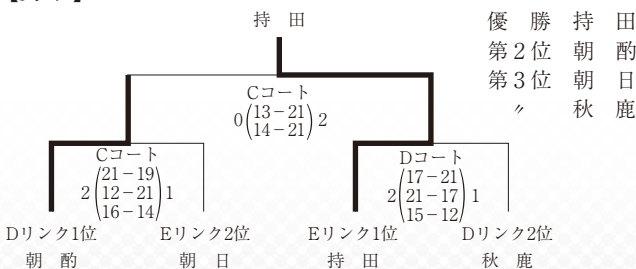 持 田
優 勝 持 田
第2位 朝 酌
第3位 朝 日
〃 秋 鹿
Cコート
0(13-21 14-21)2
Cコート
2(21-19 12-21 16-14)1
Dコート
2(17-21 21-17 15-12)1
Dリンク1位
朝 酌
Eリンク2位
朝 日
Eリンク1位
持 田
Dリンク2位
秋 鹿